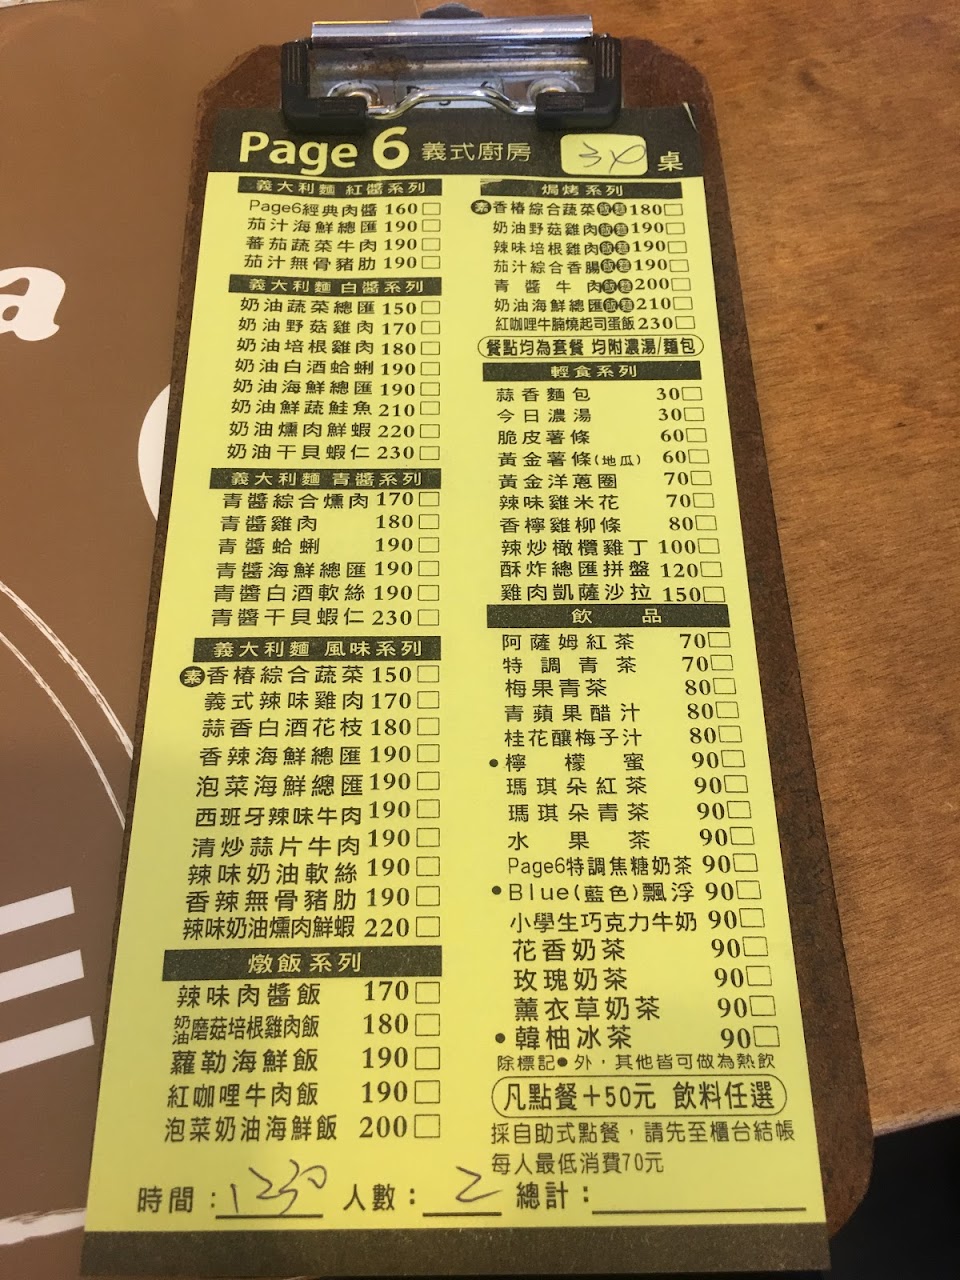 Page 6 義式廚房 34 桌
義大利麵 紅醬系列
Page6經典肉醬 160□
茄汁海鮮總匯 190□
蕃茄蔬菜牛肉 190□
茄汁無骨豬肋 190□
義大利麵 白醬系列
奶油蔬菜總匯 150□
奶油野菇雞肉 170□
奶油培根雞肉 180□
奶油白酒蛤蜊 190□
奶油海鮮總匯 190□
奶油鮮蔬鮭魚 210□
奶油燻肉鮮蝦 220□
奶油干貝蝦仁 230□
義大利麵 青醬系列
青醬綜合燻肉 170□
青醬雞肉 180□
青醬蛤蜊 190□
青醬海鮮總匯 190□
青醬白酒軟絲 190□
青醬干貝蝦仁 230□
義大利麵 風味系列
素 香椿綜合蔬菜 150□
義式辣味雞肉 170□
蒜香白酒花枝 180□
香辣海鮮總匯 190□
泡菜海鮮總匯 190□
西班牙辣味牛肉 190□
清炒蒜片牛肉 190□
辣味奶油軟絲 190□
香辣無骨豬肋 190□
辣味奶油燻肉鮮蝦 220□
燉飯系列
辣味肉醬飯 170□
奶油磨菇培根雞肉飯 180□
蘿勒海鮮飯 190□
紅咖哩牛肉飯 190□
泡菜奶油海鮮飯 200□
焗烤系列
素 香椿綜合蔬菜 飯 麵 180□
奶油野菇雞肉 飯 麵 190□
辣味培根雞肉 飯 麵 190□
茄汁綜合香腸 飯 麵 190□
青醬牛肉 飯 麵 200□
奶油海鮮總匯 飯 麵 210□
紅咖哩牛腩燒起司蛋飯 230□
餐點均為套餐 均附濃湯/麵包
輕食系列
蒜香麵包 30□
今日濃湯 30□
脆皮薯條 60□
黃金薯條(地瓜) 60□
黃金洋蔥圈 70□
辣味雞米花 70□
香檸雞柳條 80□
辣炒橄欖雞丁 100□
酥炸總匯拼盤 120□
雞肉凱薩沙拉 150□
飲品
阿薩姆紅茶 70□
特調青茶 70□
梅果青茶 80□
青蘋果醋汁 80□
桂花釀梅子汁 80□
●檸檬蜜 90□
瑪琪朵紅茶 90□
瑪琪朵青茶 90□
水果茶 90□
Page6特調焦糖奶茶 90□
●Blue(藍色)飄浮 90□
小學生巧克力牛奶 90□
花香奶茶 90□
玫瑰奶茶 90□
薰衣草奶茶 90□
●韓柚冰茶 90□
除標記●外，其他皆可做為熱飲
凡點餐＋50元 飲料任選
採自助式點餐，請先至櫃台結帳
每人最低消費70元
時間：1230 人數：2 總計：